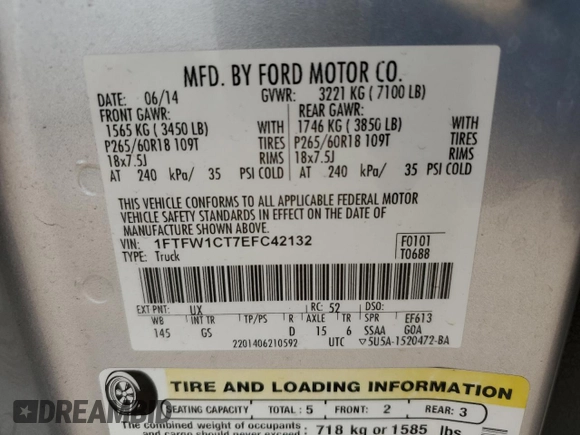 MFD. BY FORD MOTOR CO.
DATE: 06/14 GVWR: 3221 KG ( 7100 LB)
FRONT GAWR: REAR GAWR:
1565 KG ( 3450 LB) WITH 1746 KG ( 3850 LB) WITH
P265/60R18 109T TIRES P265/60R18 109T TIRES
18x7.5J RIMS 18x7.5J RIMS
AT 240 kPa/ 35 PSI COLD AT 240 kPa/ 35 PSI COLD
THIS VEHICLE CONFORMS TO ALL APPLICABLE FEDERAL MOTOR
VEHICLE SAFETY STANDARDS IN EFFECT ON THE DATE OF
MANUFACTURE SHOWN ABOVE.
VIN: 1FTFW1CT7EFC42132 F0101
TYPE: Truck T0688
EXT PNT: UX RC: 52 DSO:
WB INT TR TP/PS R AXLE TR SPR EF613
145 GS D 15 6 SSAA GOA
2201406210592 UTC ▽5U5A-1520472-BA
TIRE AND LOADING INFORMATION
SEATING CAPACITY TOTAL : 5 FRONT: 2 REAR: 3
The combined weight of occupants 718 kg or 1585 lbs
DREAMBID